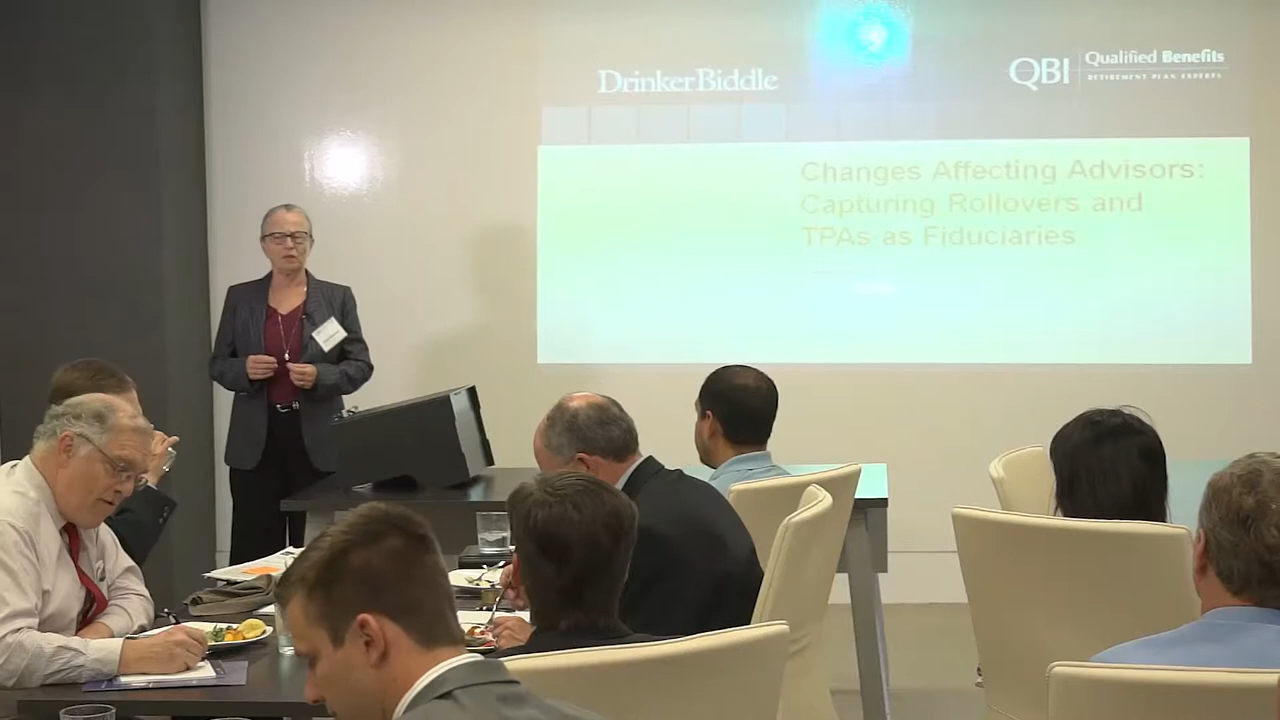 DrinkerBiddle
QBI
Qualified Benefits
RETIREMENT PLAN EXPERTS
Changes Affecting Advisors:
Capturing Rollovers and
TPAs as Fiduciaries